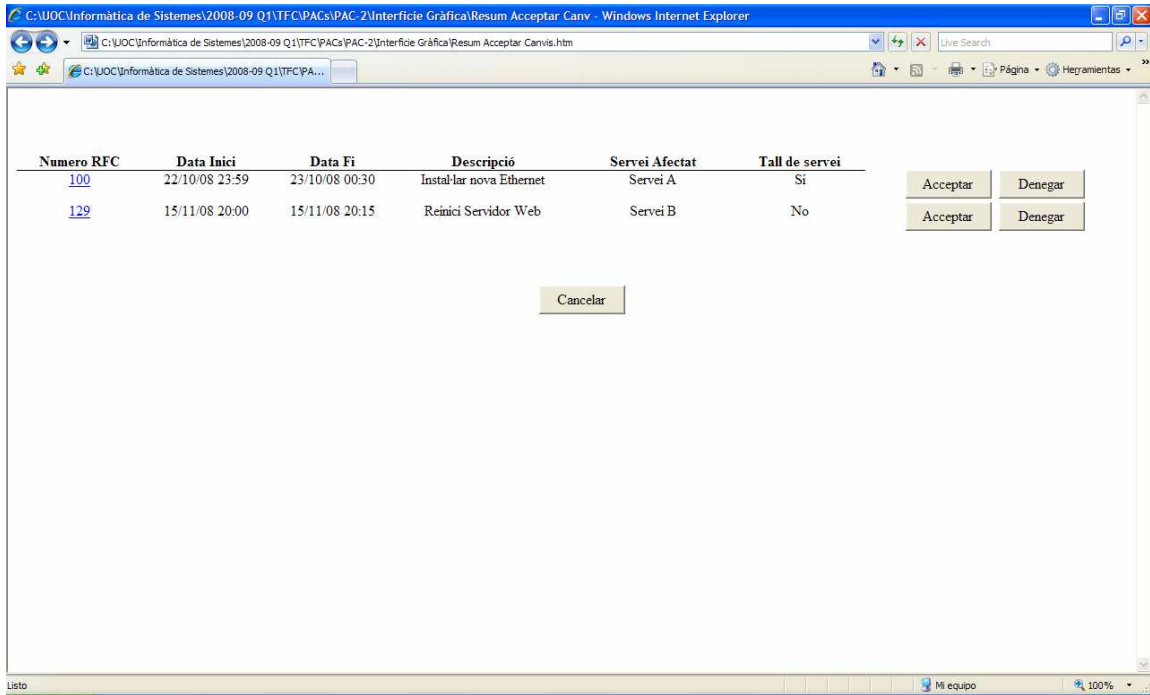 C:\UOC\Informàtica de Sistemes\2008-09 Q1\TFC\PACs\PAC-2\Interficie Gràfica\Resum Acceptar Canv - Windows Internet Explorer
C:\UOC\Informàtica de Sistemes\2008-09 Q1\TFC\PACs\PAC-2\Interficie Gràfica\Resum Acceptar Canvis.htm Live Search
C:\UOC\Informàtica de Sistemes\2008-09 Q1\TFC\PA... Página Herramientas »
Numero RFC Data Inici Data Fi Descripció Servei Afectat Tall de servei
100 22/10/08 23:59 23/10/08 00:30 Instal·lar nova Ethernet Servei A Si Acceptar Denegar
129 15/11/08 20:00 15/11/08 20:15 Reinici Servidor Web Servei B No Acceptar Denegar
Cancelar
Listo Mi equipo 100%